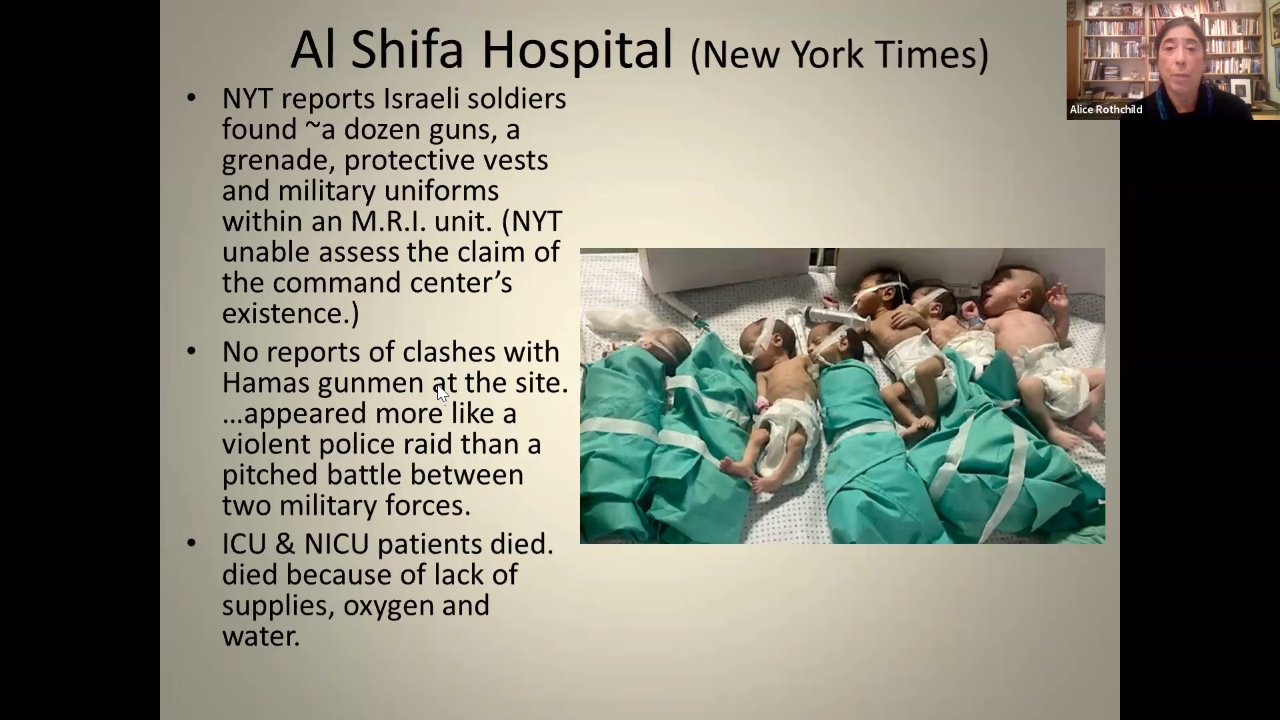 Al Shifa Hospital (New York Times)
Alice Rothchild
• NYT reports Israeli soldiers
found ~a dozen guns, a
grenade, protective vests
and military uniforms
within an M.R.I. unit. (NYT
unable assess the claim of
the command center’s
existence.)
• No reports of clashes with
Hamas gunmen at the site.
…appeared more like a
violent police raid than a
pitched battle between
two military forces.
• ICU & NICU patients died.
died because of lack of
supplies, oxygen and
water.